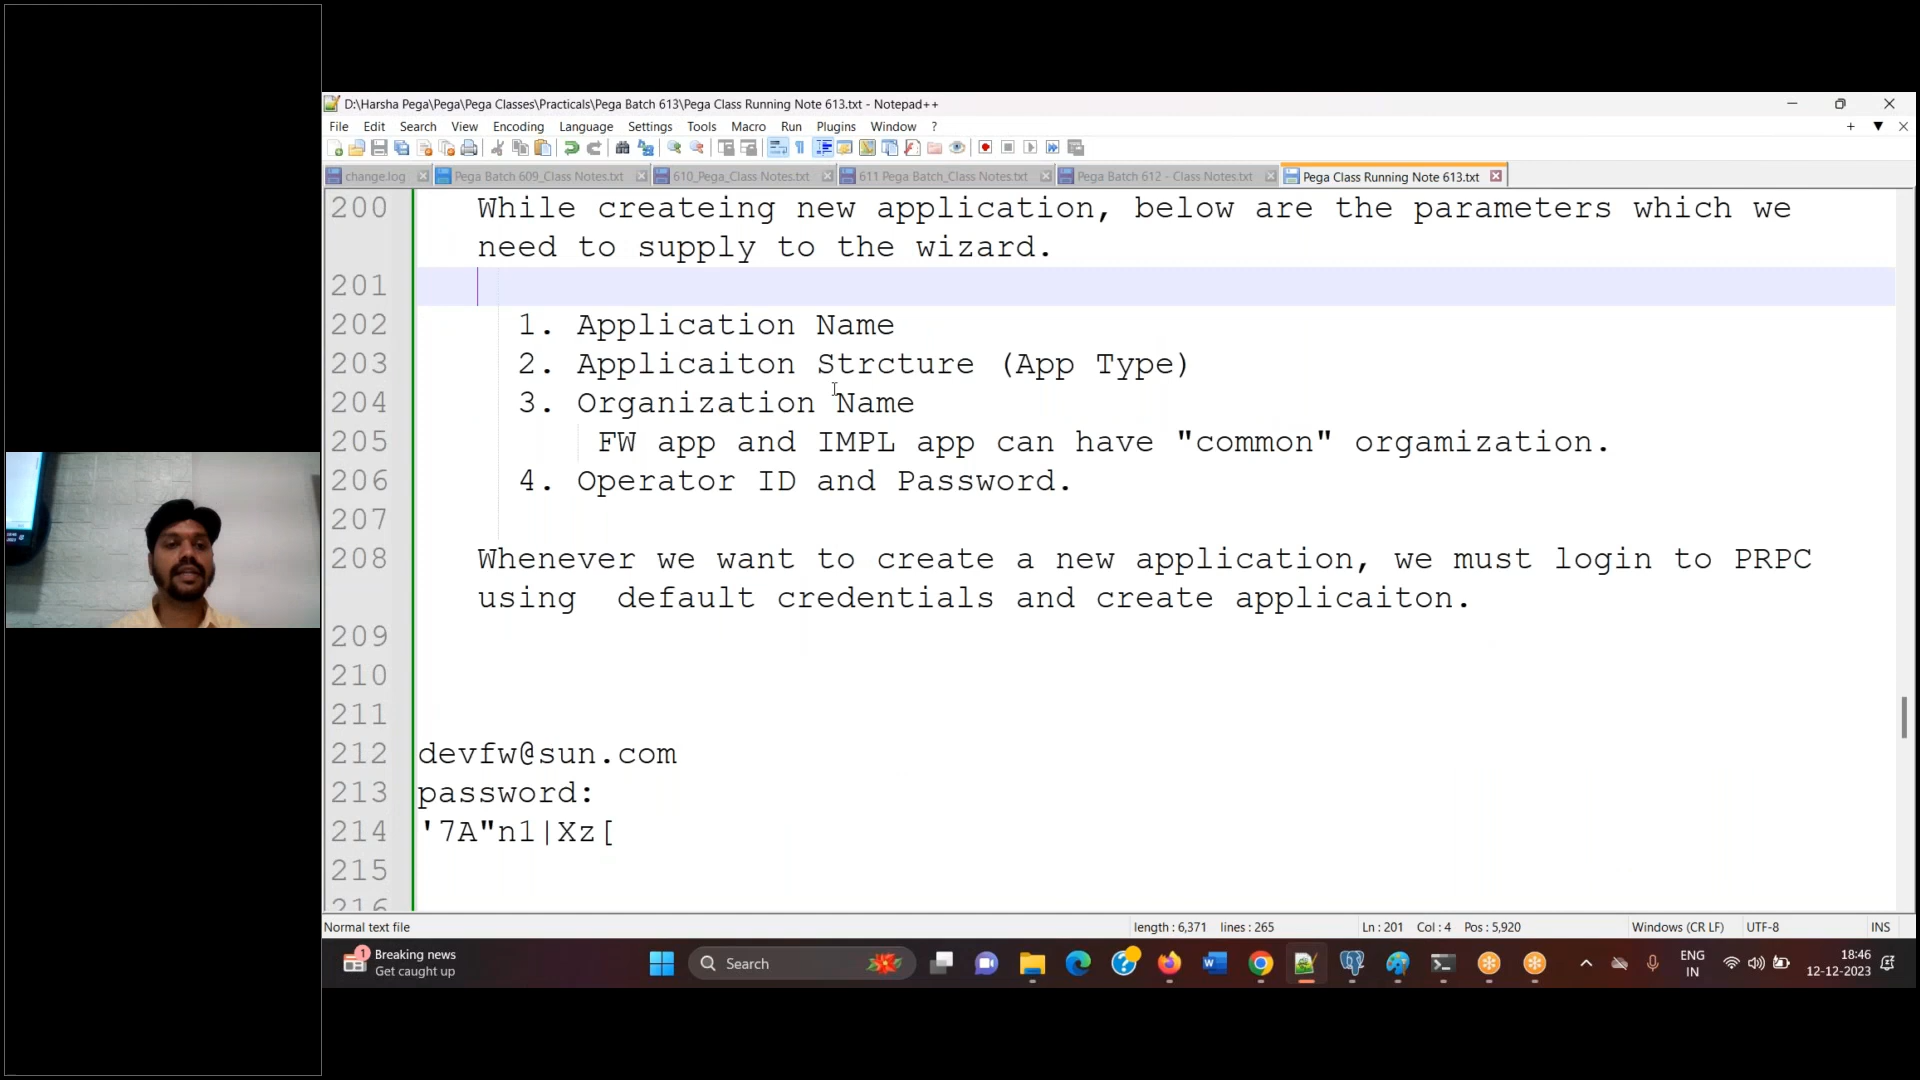 D:\Harsha Pega\Pega\Pega Classes\Practicals\Pega Batch 613\Pega Class Running Note 613.txt - Notepad++
File Edit Search View Encoding Language Settings Tools Macro Run Plugins Window ?
change.log Pega Batch 609_Class Notes.txt 610_Pega_Class Notes.txt 611 Pega Batch_Class Notes.txt Pega Batch 612 - Class Notes.txt Pega Class Running Note 613.txt
200 While createing new application, below are the parameters which we
need to supply to the wizard.
201
202 1. Application Name
203 2. Applicaiton Strcture (App Type)
204 3. Organization Name
205 FW app and IMPL app can have "common" orgamization.
206 4. Operator ID and Password.
207
208 Whenever we want to create a new application, we must login to PRPC
using default credentials and create applicaiton.
209
210
211
212 devfw@sun.com
213 password:
214 '7A"n1|Xz[
215
216
Normal text file length : 6,371 lines : 265 Ln : 201 Col : 4 Pos : 5,920 Windows (CR LF) UTF-8 INS
1 Breaking news
Get caught up
Search
ENG
IN
18:46
12-12-2023